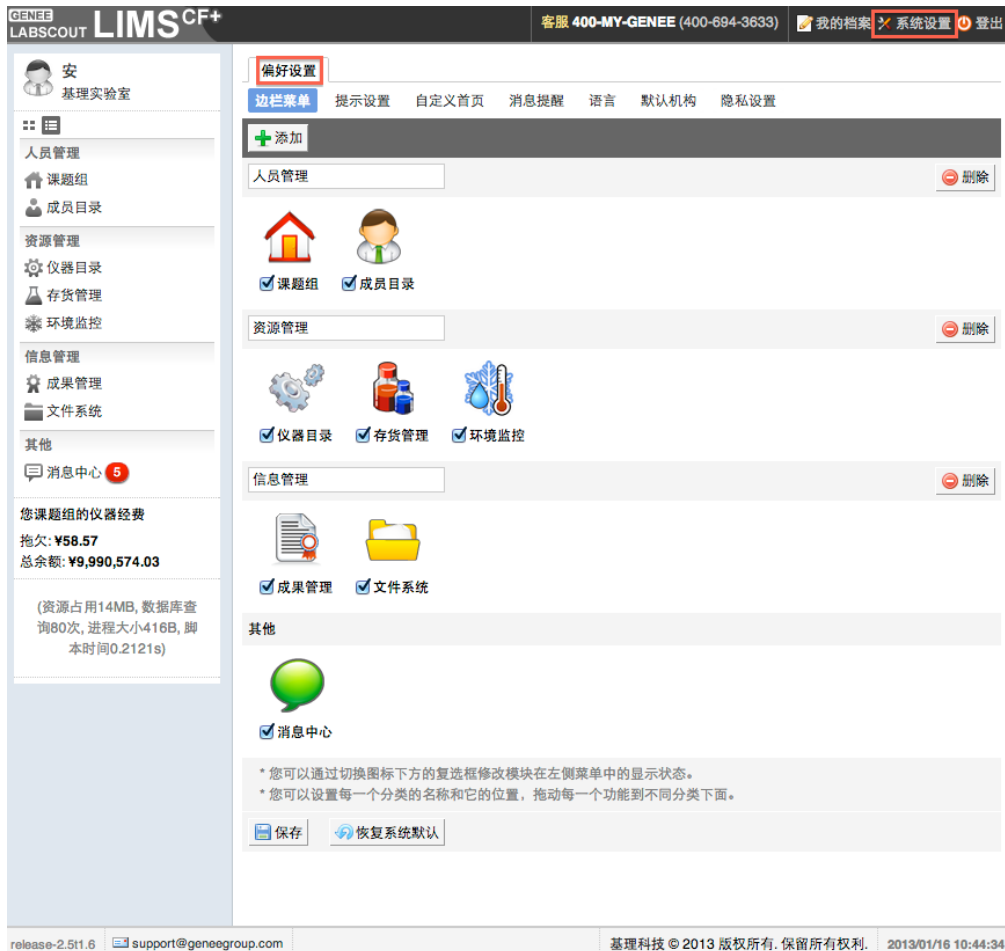 GENEE
LABSCOUT LIMS CF+
客服 400-MY-GENEE (400-694-3633) 我的档案 系统设置 登出
安
基理实验室
人员管理
课题组
成员目录
资源管理
仪器目录
存货管理
环境监控
信息管理
成果管理
文件系统
其他
消息中心 5
您课题组的仪器经费
拖欠: ¥58.57
总余额: ¥9,990,574.03
(资源占用14MB, 数据库查
询80次, 进程大小416B, 脚
本时间0.2121s)
偏好设置
边栏菜单 提示设置 自定义首页 消息提醒 语言 默认机构 隐私设置
添加
人员管理 删除
课题组 成员目录
资源管理 删除
仪器目录 存货管理 环境监控
信息管理 删除
成果管理 文件系统
其他
消息中心
* 您可以通过切换图标下方的复选框修改模块在左侧菜单中的显示状态。
* 您可以设置每一个分类的名称和它的位置，拖动每一个功能到不同分类下面。
保存 恢复系统默认
release-2.5t1.6 support@geneegroup.com 基理科技 © 2013 版权所有. 保留所有权利. 2013/01/16 10:44:34